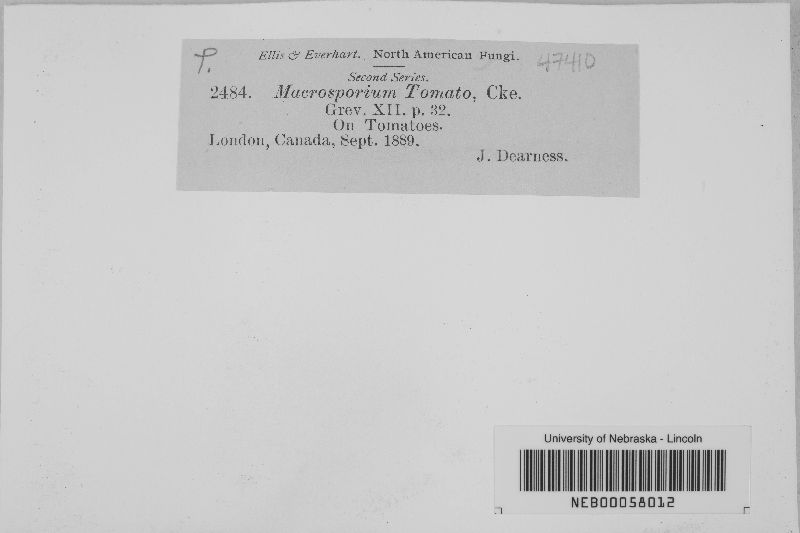 P.
Ellis & Everhart. North American Fungi. 47410
Second Series.
2484. Macrosporium Tomato, Cke.
Grev. XII. p. 32.
On Tomatoes.
London, Canada, Sept. 1889.
J. Dearness.
University of Nebraska - Lincoln
NEB00058012